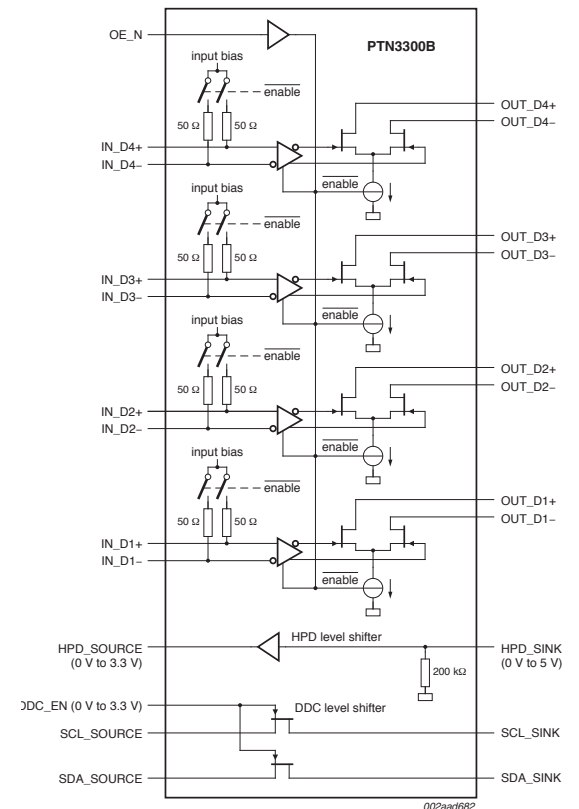 OE_N
PTN3300B
input bias
enable
OUT_D4+
OUT_D4−
50 Ω
50 Ω
IN_D4+
IN_D4−
enable
input bias
enable
OUT_D3+
OUT_D3−
50 Ω
50 Ω
IN_D3+
IN_D3−
enable
input bias
enable
OUT_D2+
OUT_D2−
50 Ω
50 Ω
IN_D2+
IN_D2−
enable
input bias
enable
OUT_D1+
OUT_D1−
50 Ω
50 Ω
IN_D1+
IN_D1−
enable
HPD_SOURCE
(0 V to 3.3 V)
HPD level shifter
HPD_SINK
(0 V to 5 V)
200 kΩ
DDC_EN (0 V to 3.3 V)
DDC level shifter
SCL_SOURCE
SCL_SINK
SDA_SOURCE
SDA_SINK
002aad682